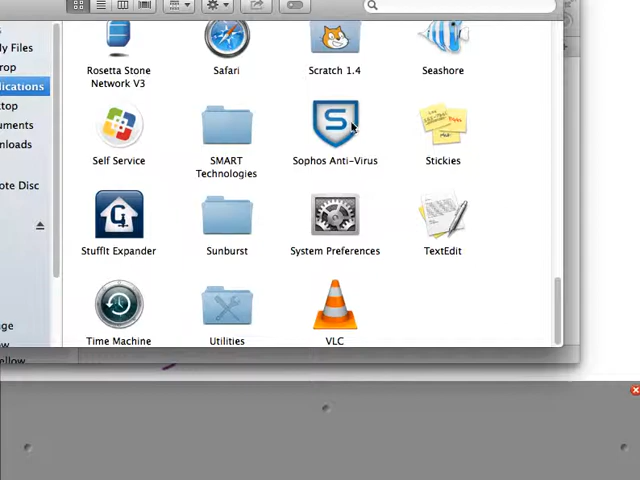 ly Files
rop
lications
top
uments
nloads
ote Disc
ge
ow
ellow
Rosetta Stone
Network V3
Safari
Scratch 1.4
Seashore
Self Service
SMART
Technologies
Sophos Anti-Virus
Stickies
StuffIt Expander
Sunburst
System Preferences
TextEdit
Time Machine
Utilities
VLC